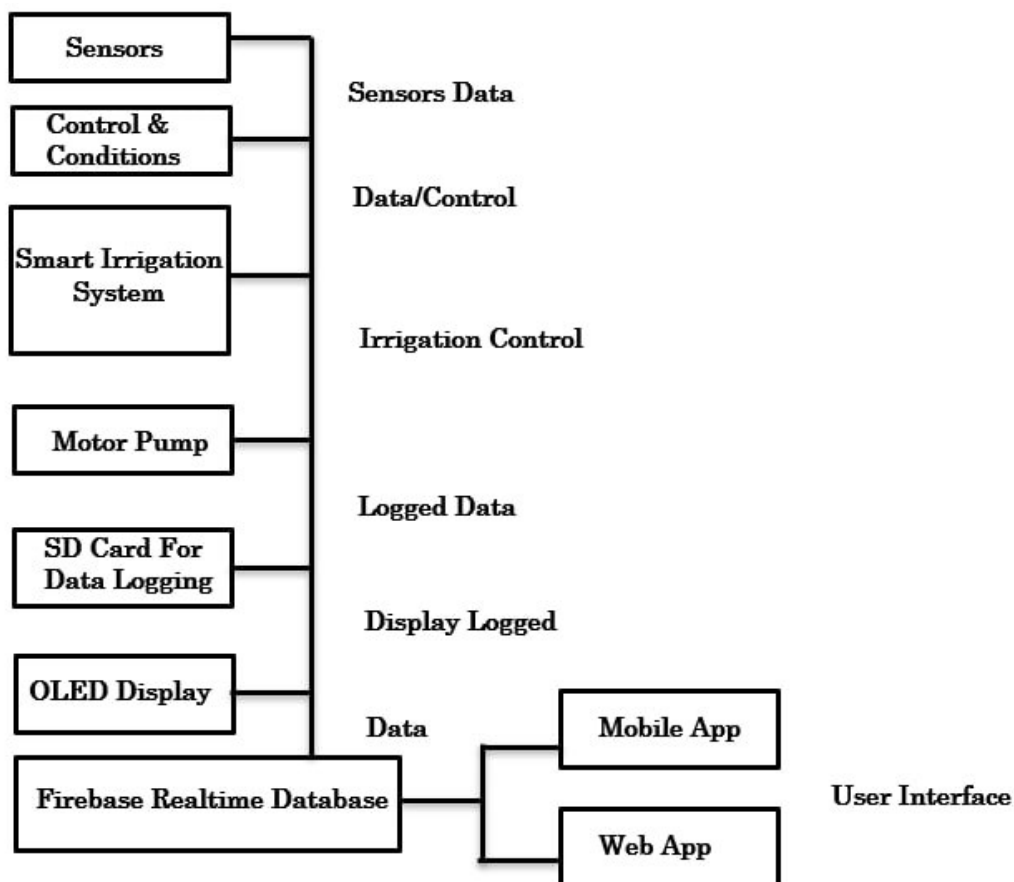 Sensors
Sensors Data
Control &
Conditions
Data/Control
Smart Irrigation
System
Irrigation Control
Motor Pump
Logged Data
SD Card For
Data Logging
Display Logged
OLED Display
Data
Mobile App
Firebase Realtime Database
User Interface
Web App